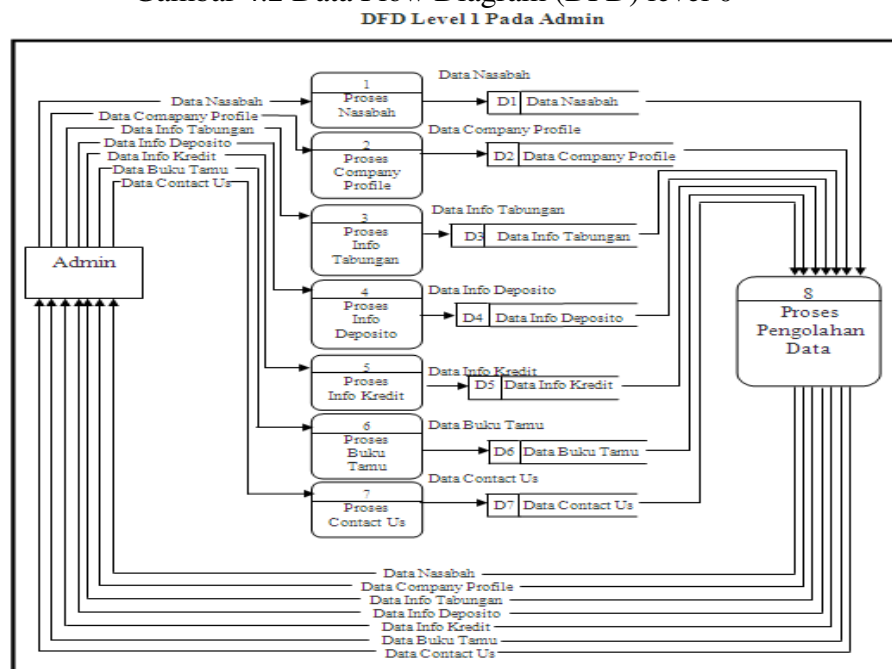 Gambar 4.2 Data Flow Diagram (DFD) level 0
DFD Level 1 Pada Admin
Data Nasabah
Data Comapany Profile
Data Info Tabungan
Data Info Deposito
Data Info Kredit
Data Buku Tamu
Data Contact Us
Admin
1
Proses
Nasabah
Data Nasabah
D1 Data Nasabah
2
Proses
Company
Profile
Data Company Profile
D2 Data Company Profile
3
Proses
Info
Tabungan
Data Info Tabungan
D3 Data Info Tabungan
4
Proses
Info
Deposito
Data Info Deposito
D4 Data Info Deposito
5
Proses
Info Kredit
Data Info Kredit
D5 Data Info Kredit
6
Proses
Buku
Tamu
Data Buku Tamu
D6 Data Buku Tamu
7
Proses
Contact Us
Data Contact Us
D7 Data Contact Us
8
Proses
Pengolahan
Data
Data Nasabah
Data Company Profile
Data Info Tabungan
Data Info Deposito
Data Info Kredit
Data Buku Tamu
Data Contact Us